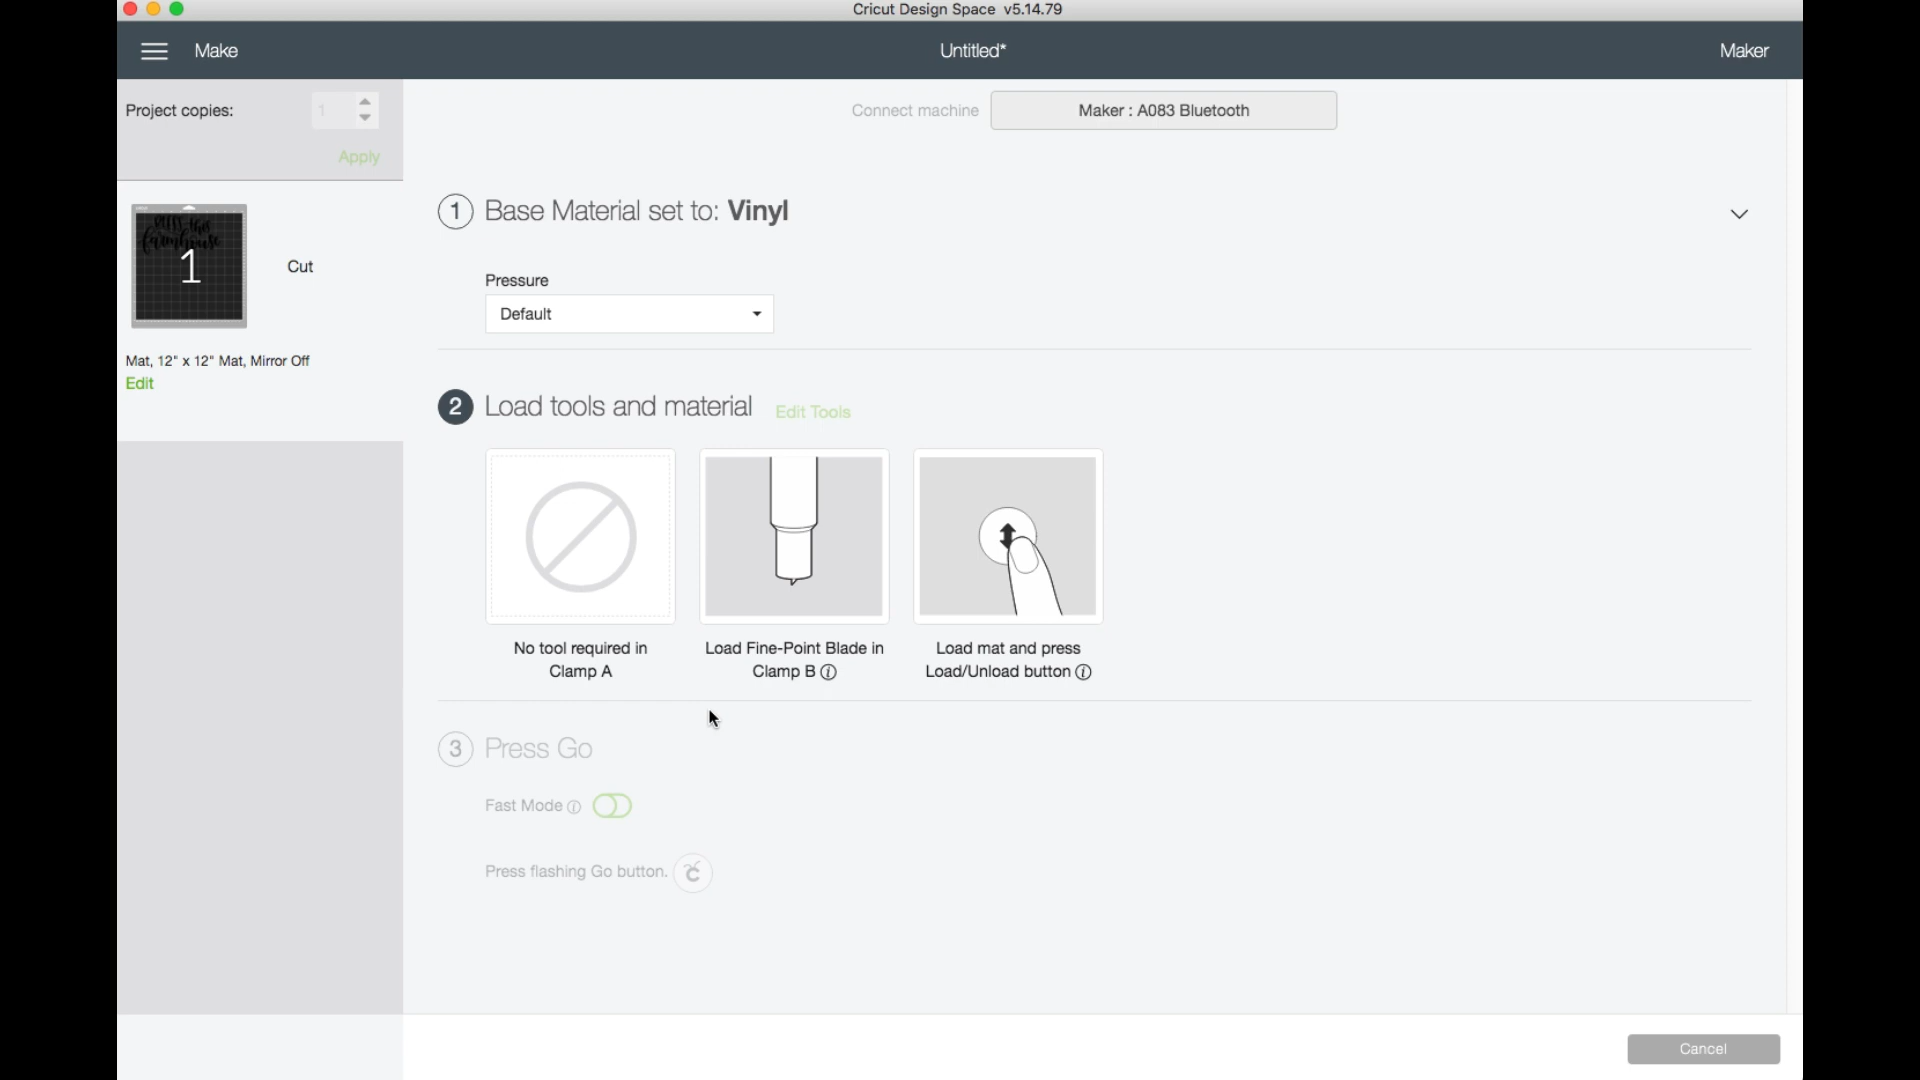 Cricut Design Space v5.14.79
Make
Untitled*
Maker
Project copies:
1
Apply
Connect machine
Maker : A083 Bluetooth
bless this
farmhouse
1
Cut
Mat, 12" x 12" Mat, Mirror Off
Edit
1
Base Material set to: Vinyl
Pressure
Default
2
Load tools and material
Edit Tools
No tool required in
Clamp A
Load Fine-Point Blade in
Clamp B
Load mat and press
Load/Unload button
3
Press Go
Fast Mode
Press flashing Go button.
Cancel